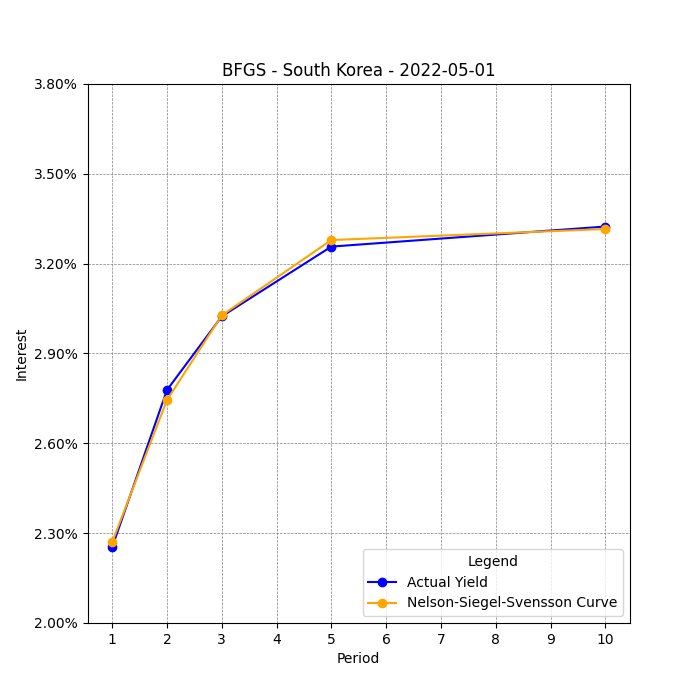 BFGS - South Korea - 2022-05-01
3.80%
3.50%
3.20%
2.90%
2.60%
2.30%
2.00%
Interest
Legend
Actual Yield
Nelson-Siegel-Svensson Curve
1 2 3 4 5 6 7 8 9 10
Period